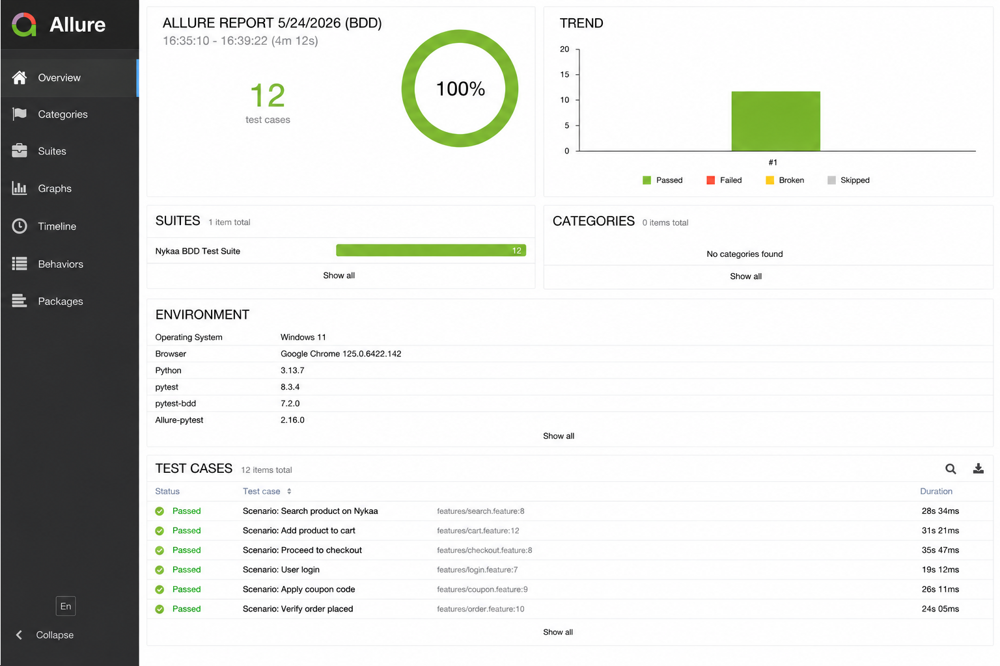 Allure
Overview
Categories
Suites
Graphs
Timeline
Behaviors
Packages
En
Collapse
ALLURE REPORT 5/24/2026 (BDD)
16:35:10 - 16:39:22 (4m 12s)
12
test cases
100%
TREND
20
15
10
5
0
#1
Passed Failed Broken Skipped
SUITES 1 item total
Nykaa BDD Test Suite 12
Show all
CATEGORIES 0 items total
No categories found
Show all
ENVIRONMENT
Operating System Windows 11
Browser Google Chrome 125.0.6422.142
Python 3.13.7
pytest 8.3.4
pytest-bdd 7.2.0
Allure-pytest 2.16.0
Show all
TEST CASES 12 items total
Status Test case Duration
Passed Scenario: Search product on Nykaa features/search.feature:8 28s 34ms
Passed Scenario: Add product to cart features/cart.feature:12 31s 21ms
Passed Scenario: Proceed to checkout features/checkout.feature:8 35s 47ms
Passed Scenario: User login features/login.feature:7 19s 12ms
Passed Scenario: Apply coupon code features/coupon.feature:9 26s 11ms
Passed Scenario: Verify order placed features/order.feature:10 24s 05ms
Show all